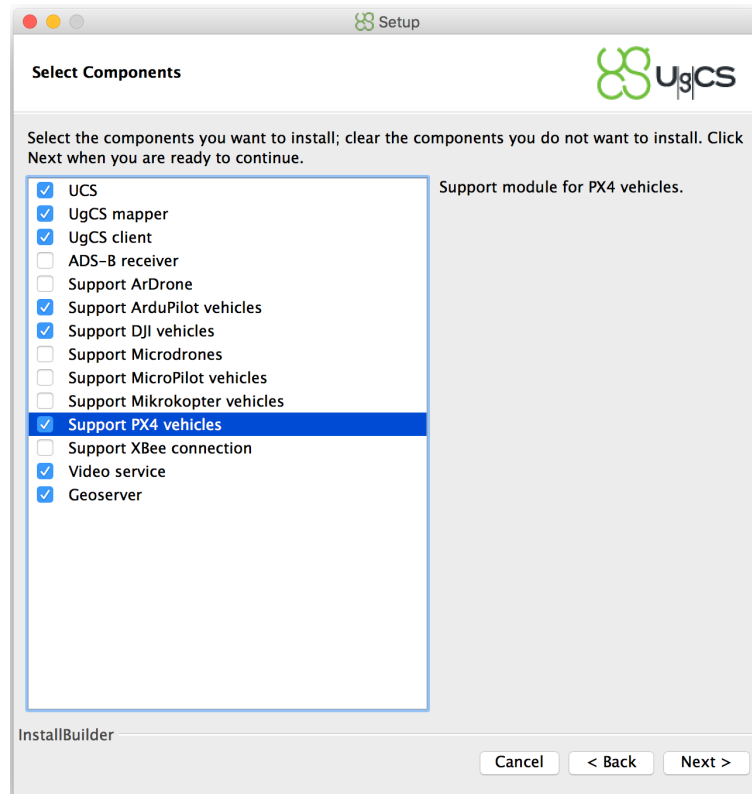 Setup
Select Components
UgCS
Select the components you want to install; clear the components you do not want to install. Click
Next when you are ready to continue.
UCS
UgCS mapper
UgCS client
ADS-B receiver
Support ArDrone
Support ArduPilot vehicles
Support DJI vehicles
Support Microdrones
Support MicroPilot vehicles
Support Mikrokopter vehicles
Support PX4 vehicles
Support XBee connection
Video service
Geoserver
Support module for PX4 vehicles.
InstallBuilder
Cancel
< Back
Next >